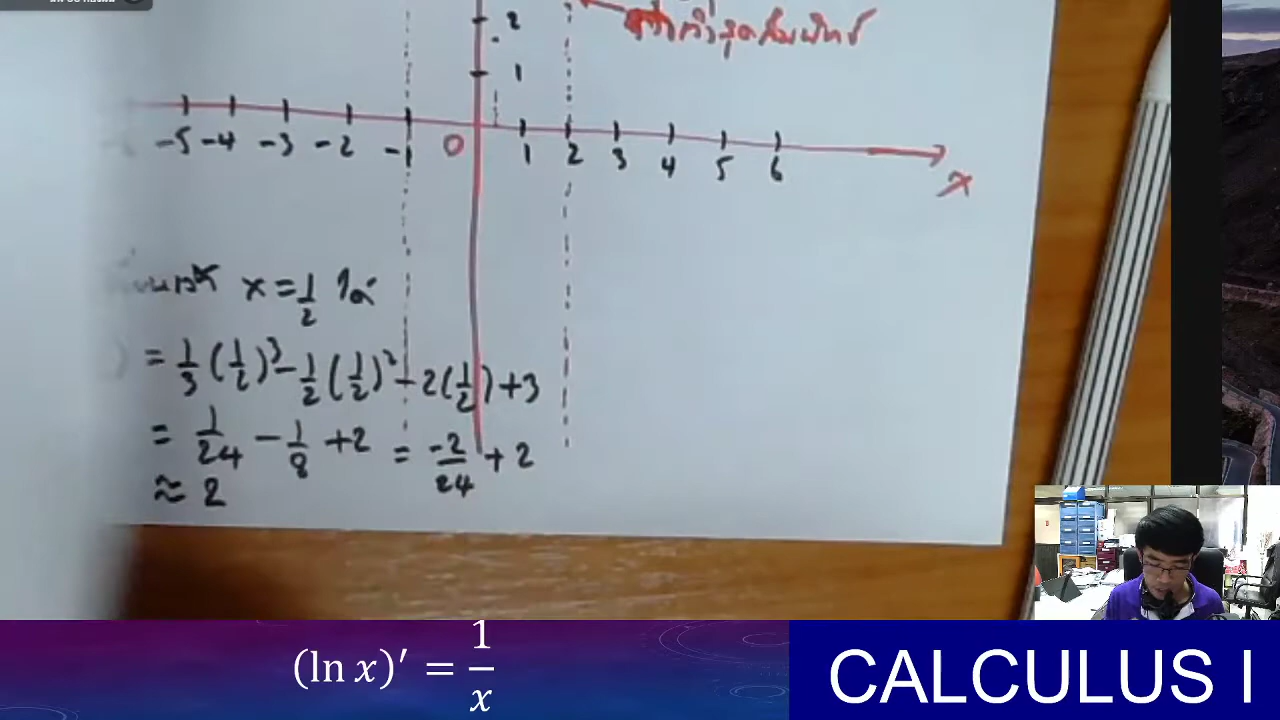 2
1
-5 -4 -3 -2 -1 0 1 2 3 4 5 6
x
x = 1/2 ได้
= 1/3 (1/2)³ - 1/2 (1/2)² - 2(1/2) + 3
= 1/24 - 1/8 + 2 = -2/24 + 2
≈ 2
(ln x)′ = 1/x
CALCULUS I